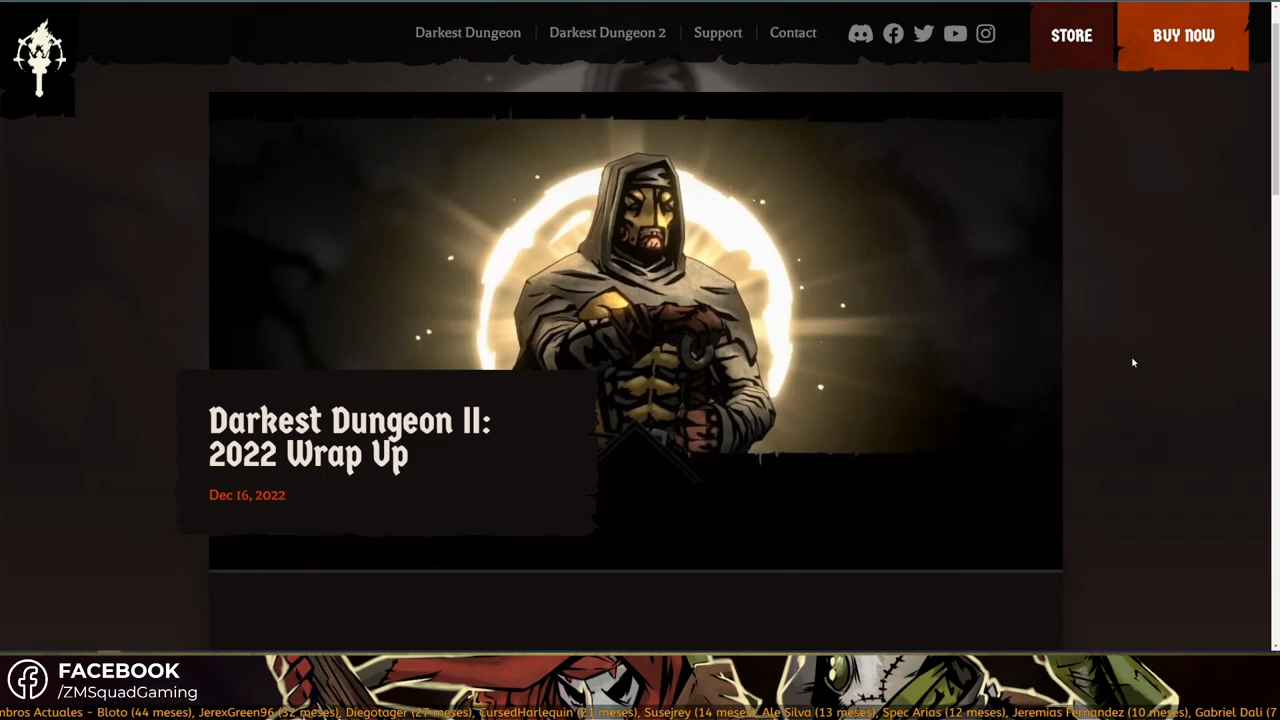 Darkest Dungeon
Darkest Dungeon 2
Support
Contact
STORE
BUY NOW
Darkest Dungeon II:
2022 Wrap Up
Dec 16, 2022
FACEBOOK
/ZMSquadGaming
mbros Actuales - Bloto (44 meses), JerexGreen96 (32 meses), Diegotager (27 meses), CursedHarlequin (21 meses), Susejrey (14 meses), Ale Silva (13 meses), Spec Arias (12 meses), Jeremias Fernandez (10 meses), Gabriel Dali (7